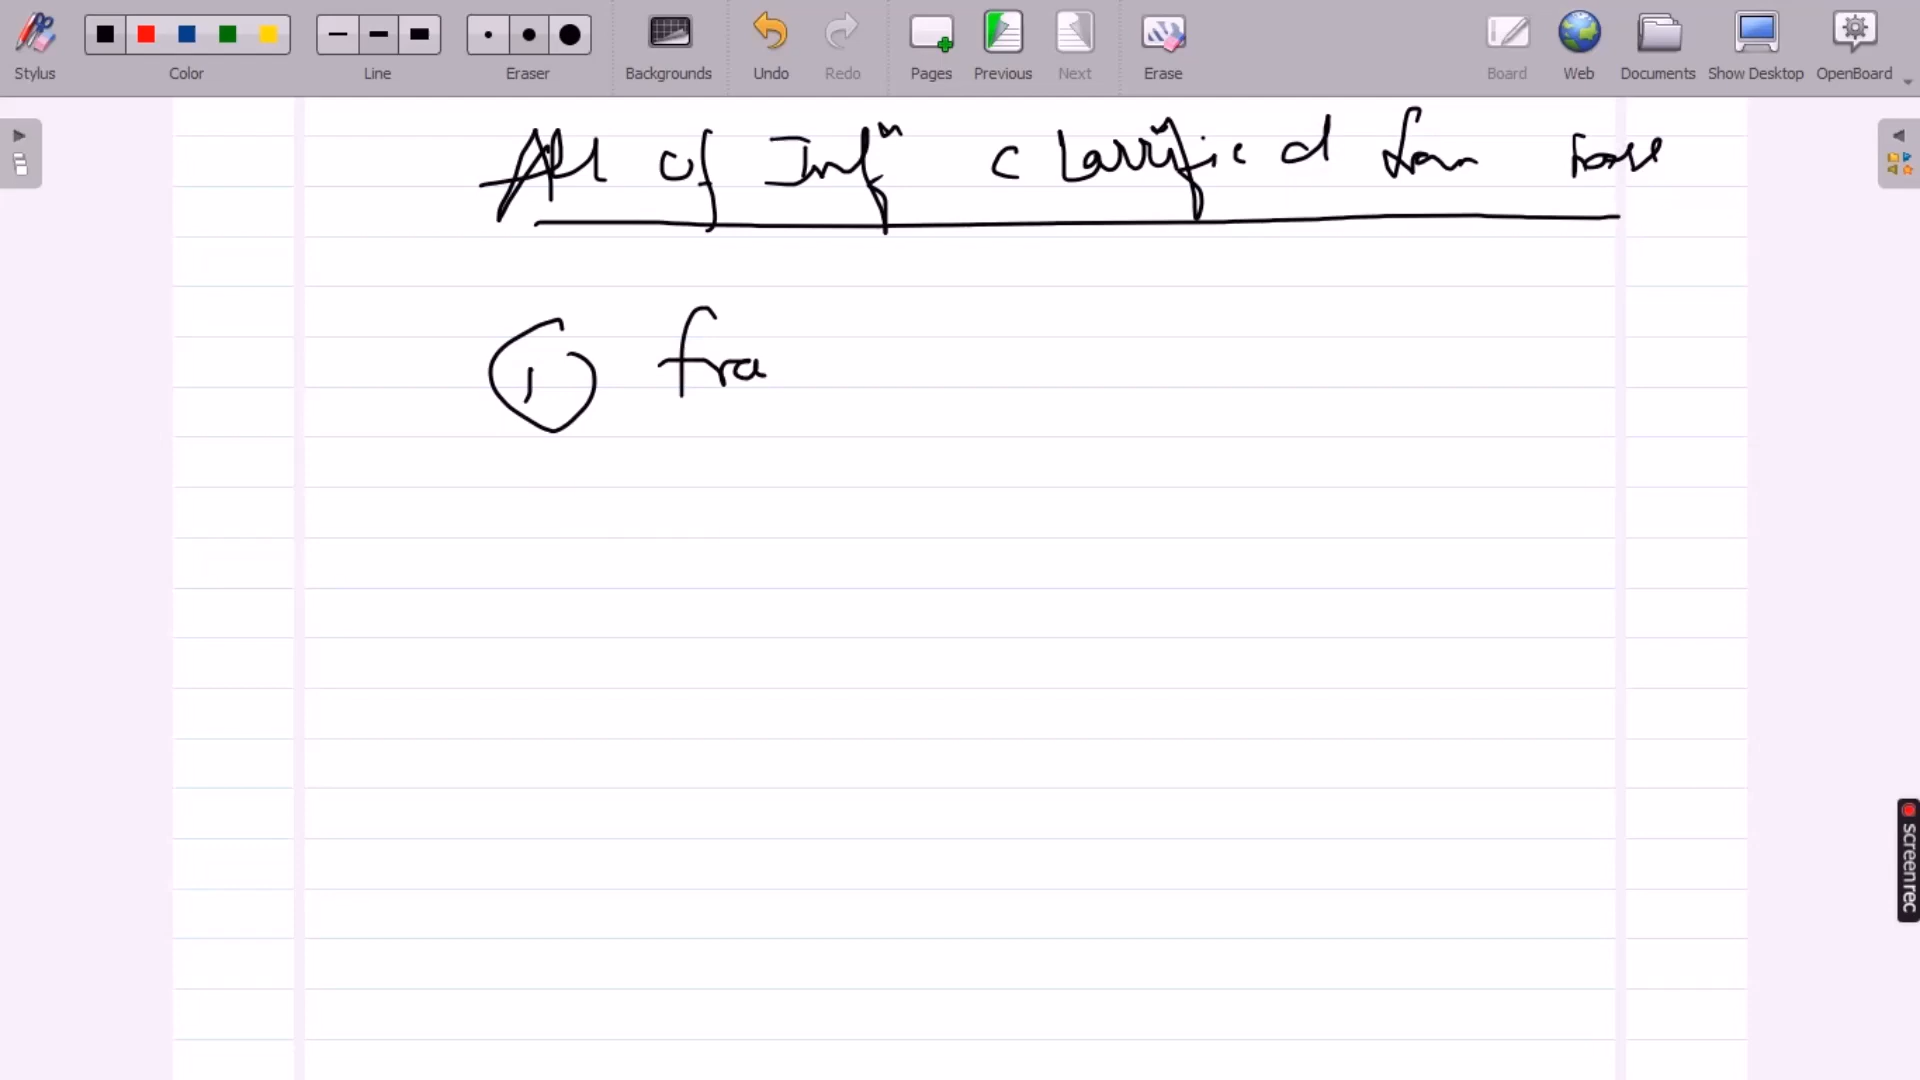 Stylus Color Line Eraser Backgrounds Undo Redo Pages Previous Next Erase Board Web Documents Show Desktop OpenBoard
of Infⁿ classified
① fra
screenrec